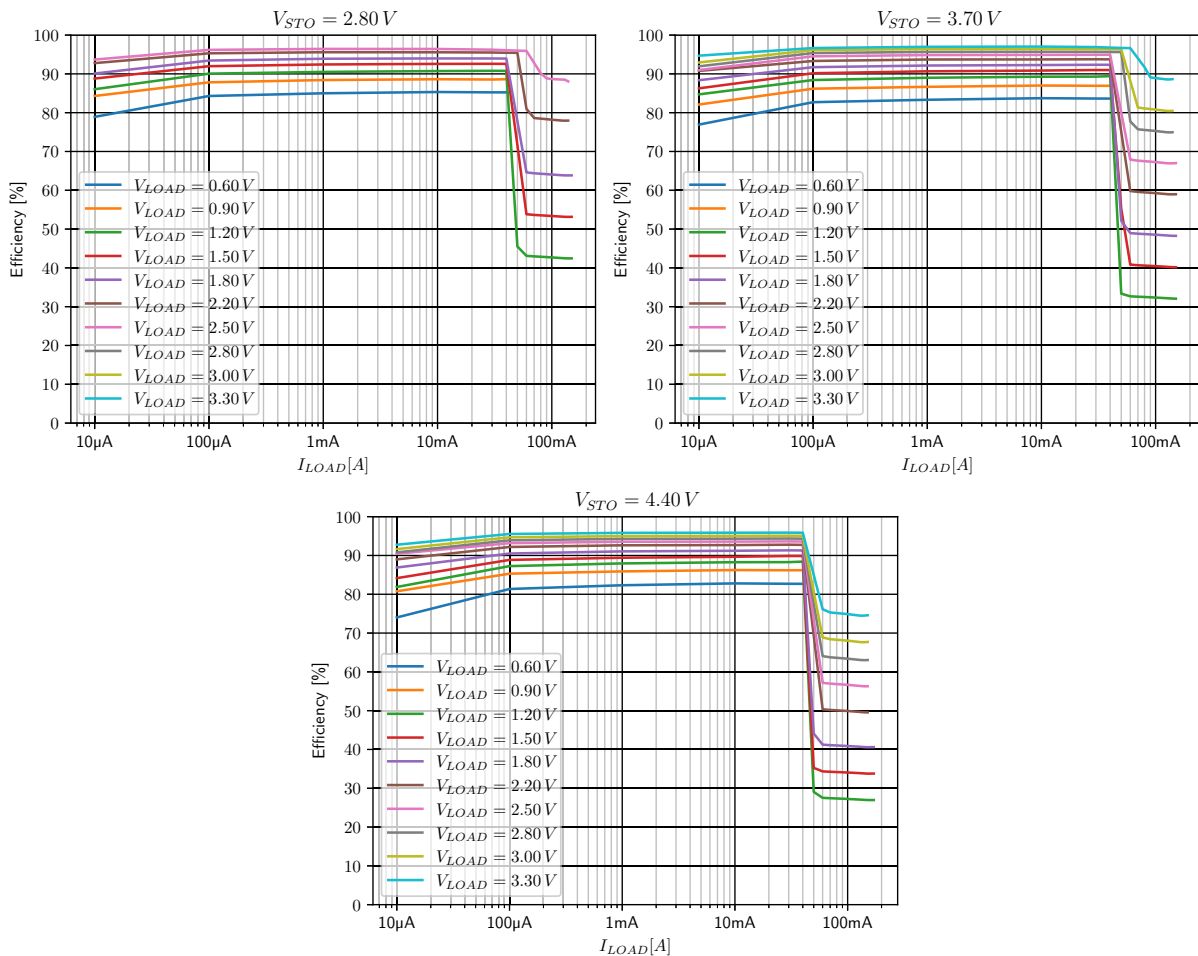 V_STO = 2.80 V
Efficiency [%]
100
90
80
70
60
50
40
30
20
10
0
V_LOAD = 0.60 V
V_LOAD = 0.90 V
V_LOAD = 1.20 V
V_LOAD = 1.50 V
V_LOAD = 1.80 V
V_LOAD = 2.20 V
V_LOAD = 2.50 V
V_LOAD = 2.80 V
V_LOAD = 3.00 V
V_LOAD = 3.30 V
10µA 100µA 1mA 10mA 100mA
I_LOAD[A]
V_STO = 3.70 V
Efficiency [%]
100
90
80
70
60
50
40
30
20
10
0
V_LOAD = 0.60 V
V_LOAD = 0.90 V
V_LOAD = 1.20 V
V_LOAD = 1.50 V
V_LOAD = 1.80 V
V_LOAD = 2.20 V
V_LOAD = 2.50 V
V_LOAD = 2.80 V
V_LOAD = 3.00 V
V_LOAD = 3.30 V
10µA 100µA 1mA 10mA 100mA
I_LOAD[A]
V_STO = 4.40 V
Efficiency [%]
100
90
80
70
60
50
40
30
20
10
0
V_LOAD = 0.60 V
V_LOAD = 0.90 V
V_LOAD = 1.20 V
V_LOAD = 1.50 V
V_LOAD = 1.80 V
V_LOAD = 2.20 V
V_LOAD = 2.50 V
V_LOAD = 2.80 V
V_LOAD = 3.00 V
V_LOAD = 3.30 V
10µA 100µA 1mA 10mA 100mA
I_LOAD[A]